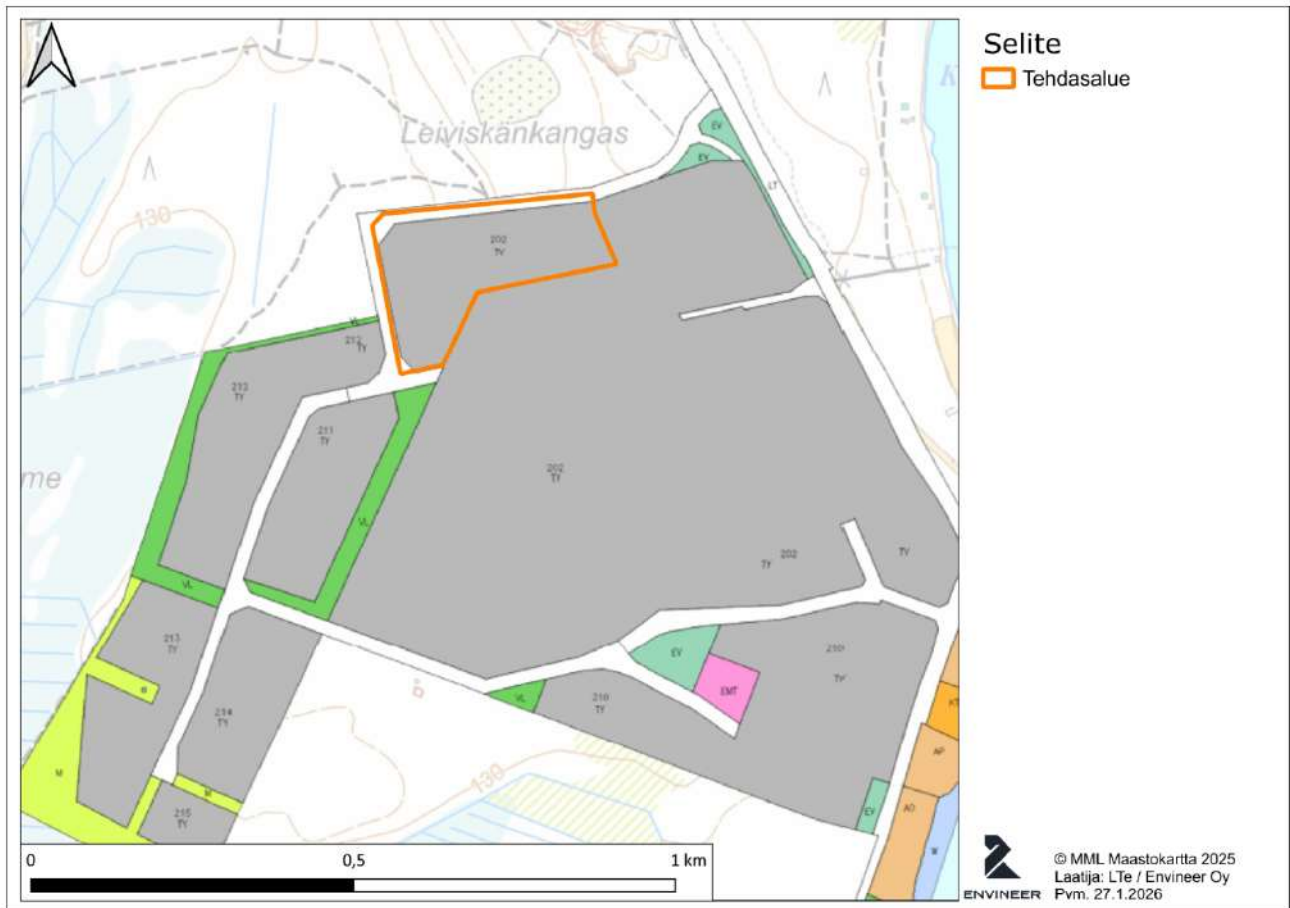 Selite
Tehdasalue
Leiviskänkangas
EV
EV
LT
130
202
TY
VL
212
TY
213
TY
211
TY
me
202
TY
VL
TY 202
TY
VL
213
TY
EV
210
TY
EMT
VL
210
TY
214
TY
M
M
215
TY
130
EV
AP
AO
W
0
0,5
1 km
ENVINEER
© MML Maastokartta 2025
Laatija: LTe / Envineer Oy
Pvm. 27.1.2026